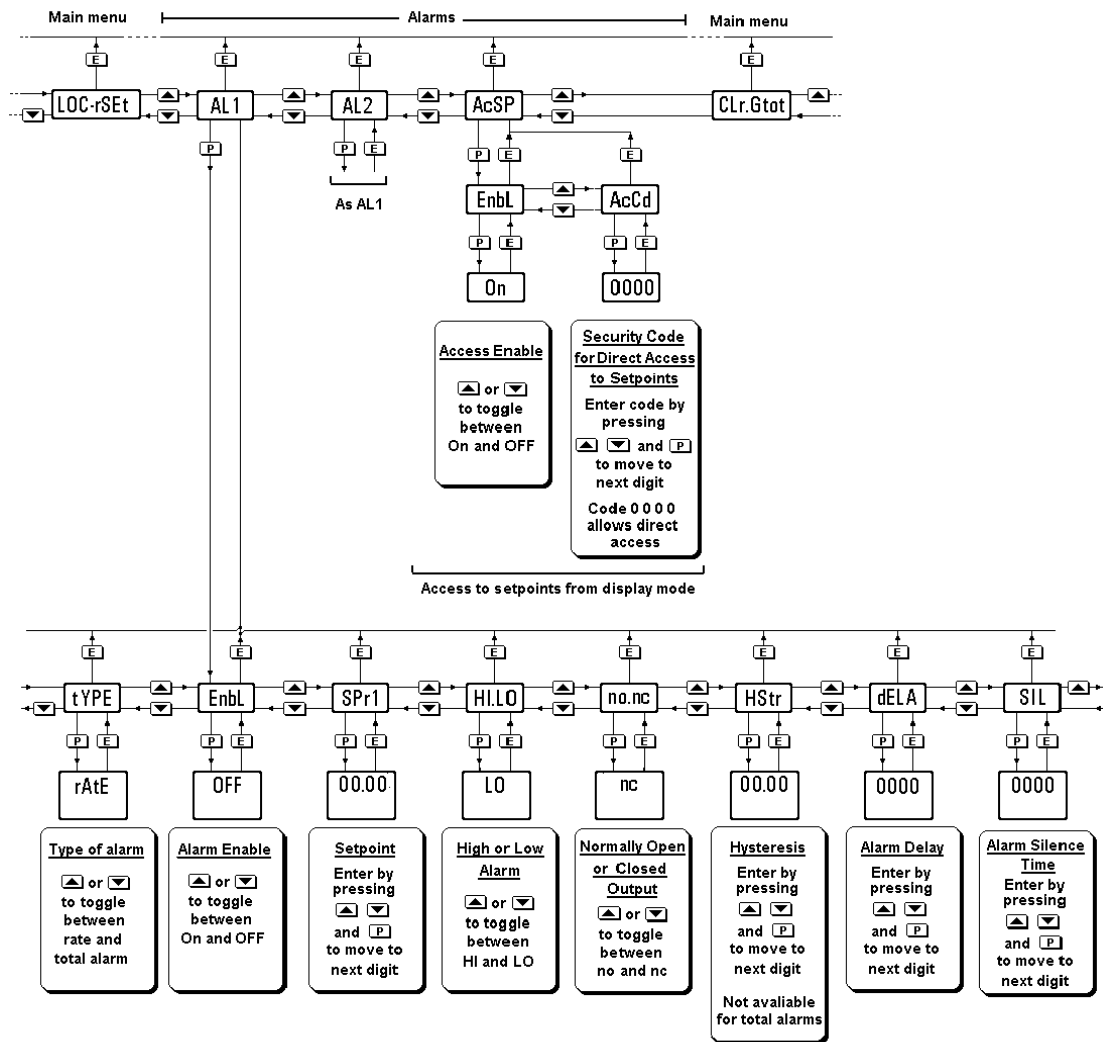 Main menu
Alarms
Main menu
E
E
E
E
E
LOC-rSEt
AL1
AL2
AcSP
CLr.Gtot
P
P
E
P
E
E
As AL1
EnbL
AcCd
P
E
P
E
On
0000
Access Enable
or
to toggle
between
On and OFF
Security Code
for Direct Access
to Setpoints
Enter code by
pressing
and P
to move to
next digit
Code 0 0 0 0
allows direct
access
Access to setpoints from display mode
E
E
E
E
E
E
E
E
tYPE
EnbL
SPr1
HI.LO
no.nc
HStr
dELA
SIL
P
E
P
E
P
E
P
E
P
E
P
E
P
E
P
E
rAtE
OFF
00.00
LO
nc
00.00
0000
0000
Type of alarm
or
to toggle
between
rate and
total alarm
Alarm Enable
or
to toggle
between
On and OFF
Setpoint
Enter by
pressing
and P
to move to
next digit
High or Low
Alarm
or
to toggle
between
HI and LO
Normally Open
or Closed
Output
or
to toggle
between
no and nc
Hysteresis
Enter by
pressing
and P
to move to
next digit
Not avaliable
for total alarms
Alarm Delay
Enter by
pressing
and P
to move to
next digit
Alarm Silence
Time
Enter by
pressing
and P
to move to
next digit